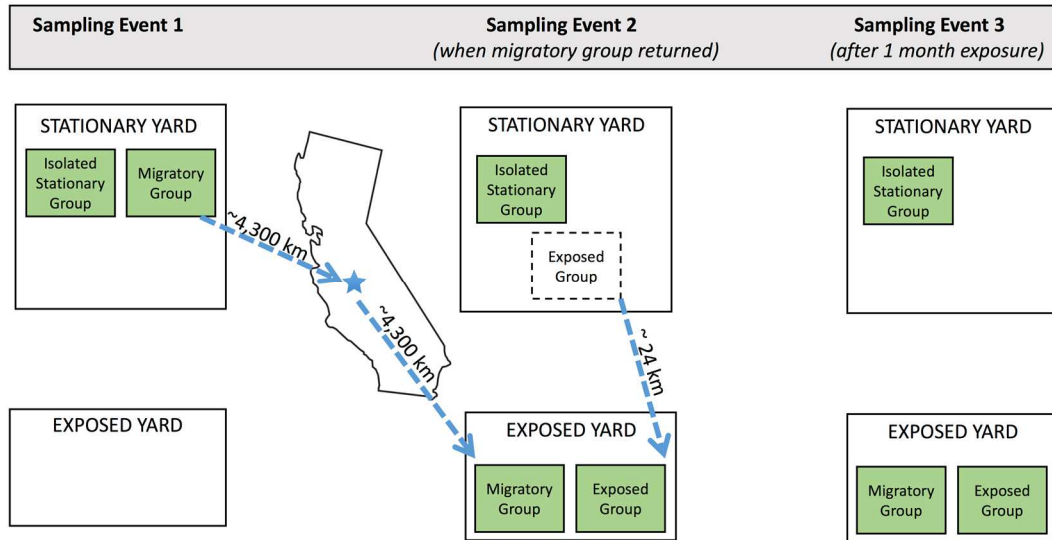 Sampling Event 1
Sampling Event 2
(when migratory group returned)
Sampling Event 3
(after 1 month exposure)
STATIONARY YARD
Isolated
Stationary
Group
Migratory
Group
~4,300 km
~4,300 km
STATIONARY YARD
Isolated
Stationary
Group
Exposed
Group
~ 24 km
STATIONARY YARD
Isolated
Stationary
Group
EXPOSED YARD
EXPOSED YARD
Migratory
Group
Exposed
Group
EXPOSED YARD
Migratory
Group
Exposed
Group